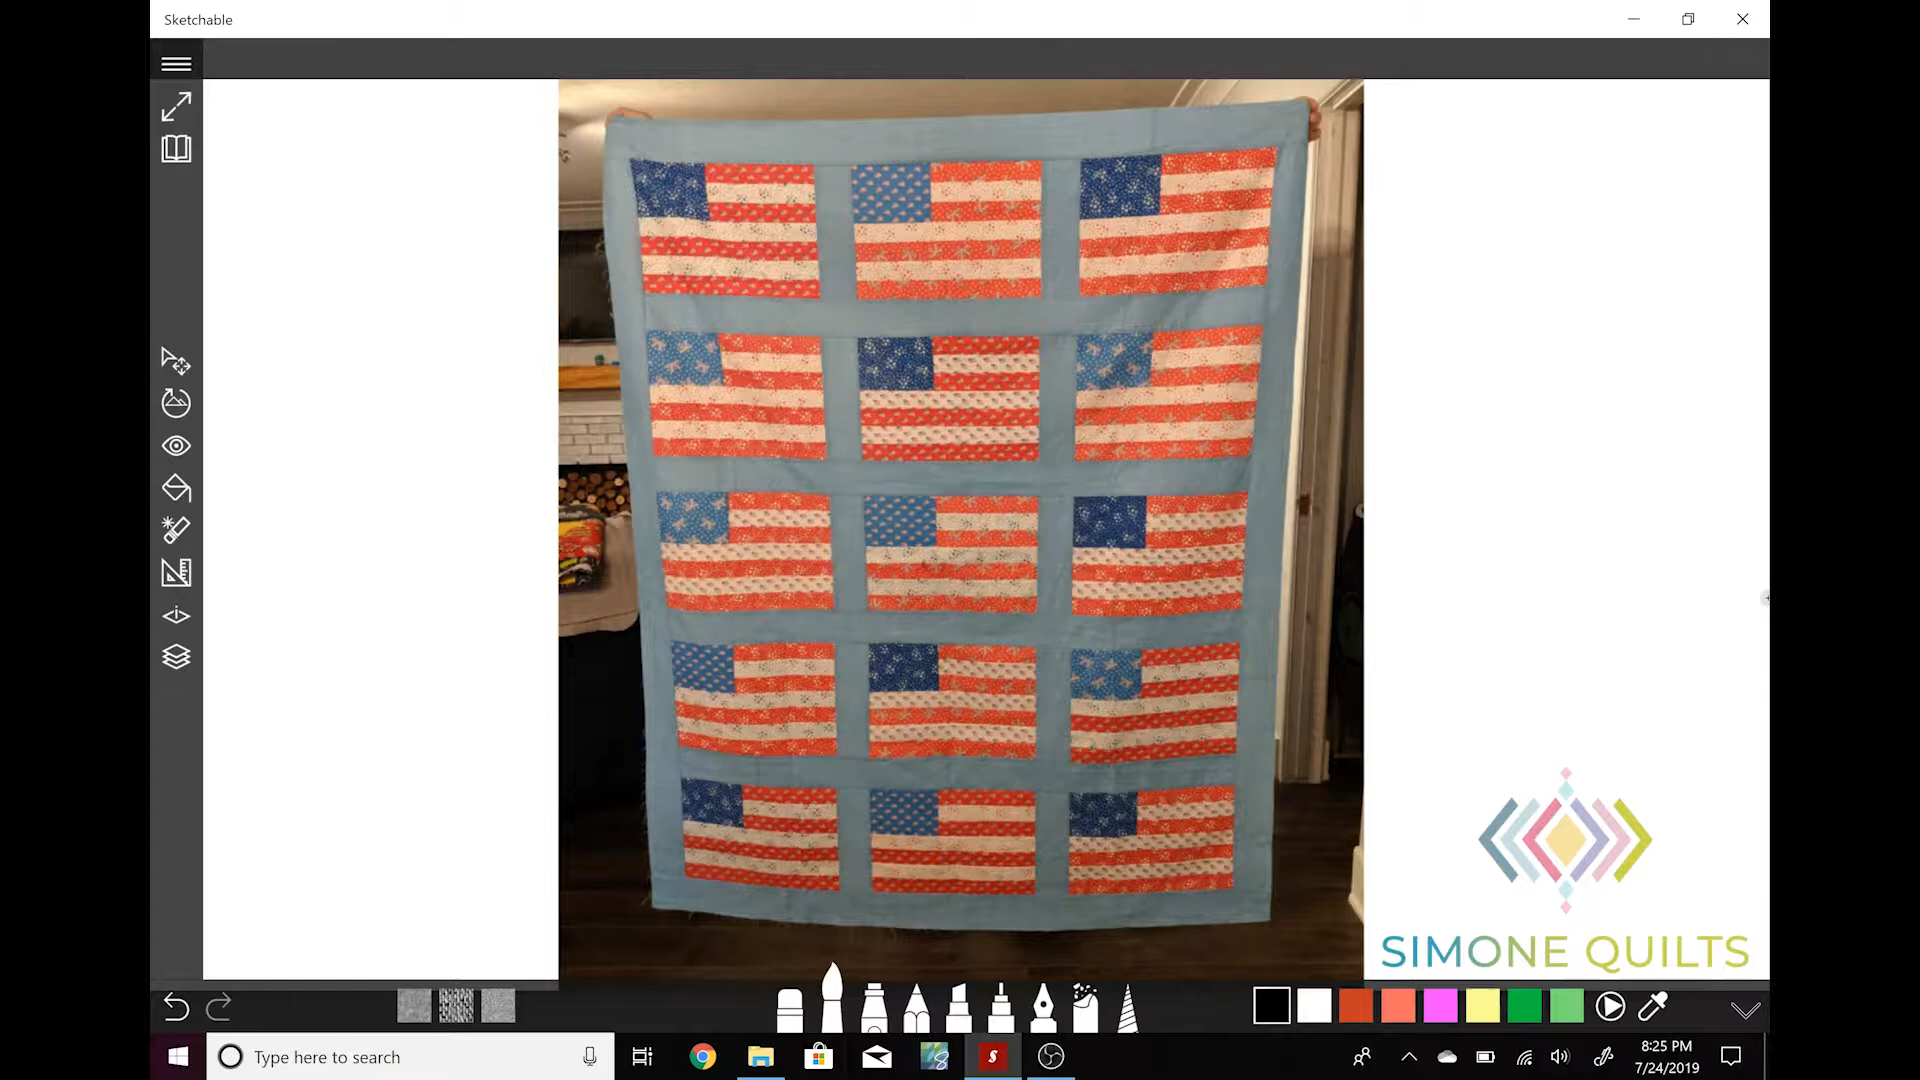 Sketchable
SIMONE QUILTS
Type here to search
8:25 PM
7/24/2019